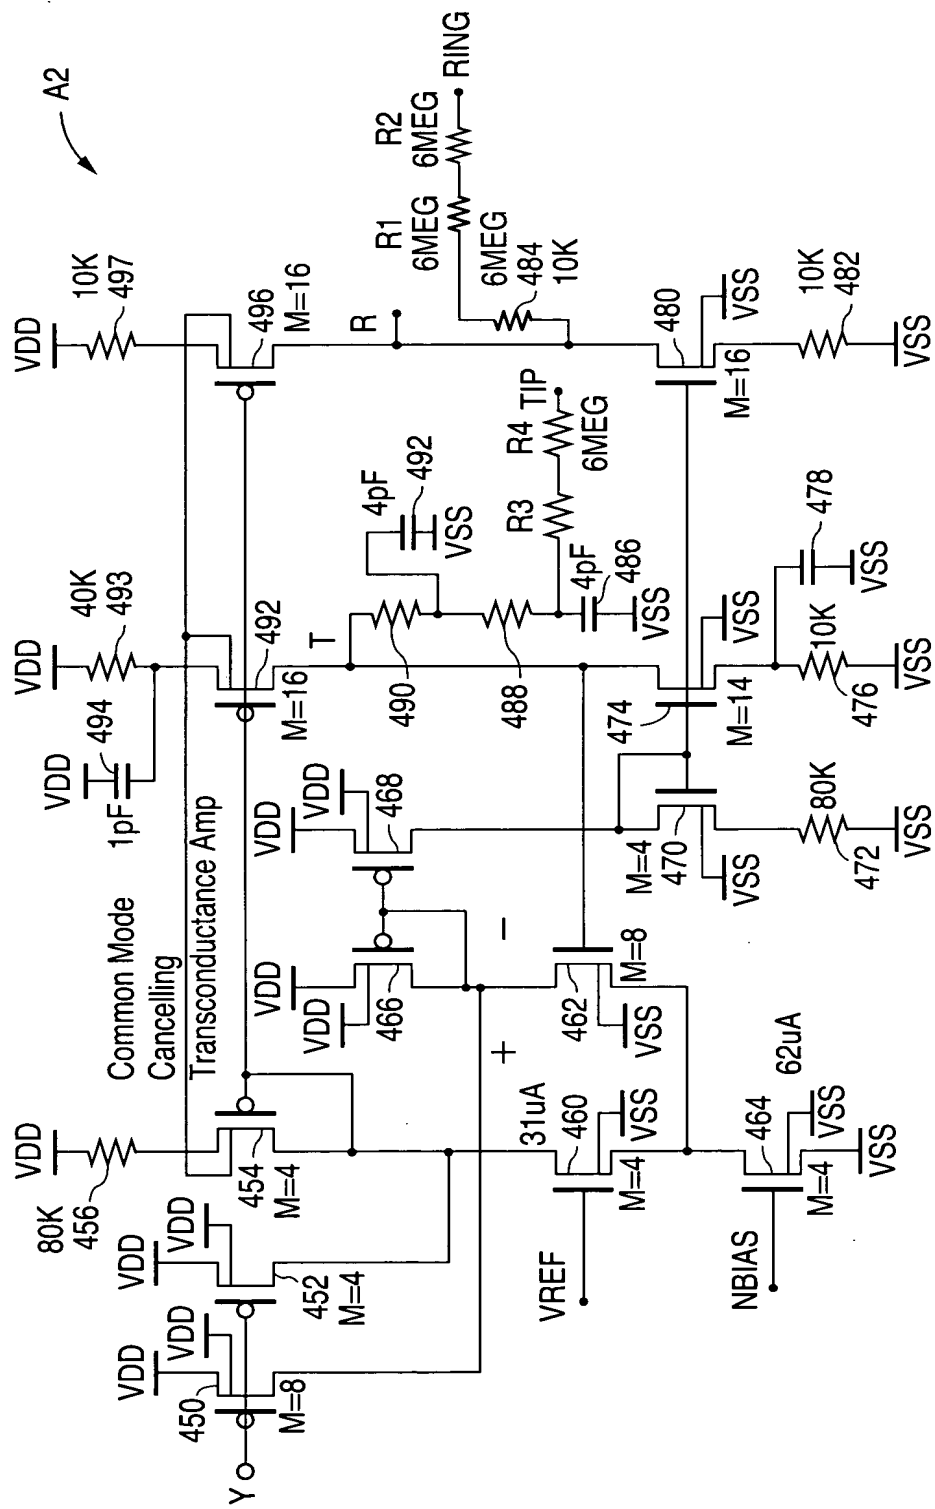 A2
VDD
80K
456
VDD
494
1pF
VDD
40K
493
VDD
10K
497
Common Mode
Cancelling
Transconductance Amp
VDD
VDD
VDD
VDD
450
M=8
452
M=4
454
M=4
492
M=16
496
M=16
Y
VDD
VDD
466
VDD
VDD
468
T
490
488
4pF
492
VSS
R
R1
6MEG
R2
6MEG
RING
6MEG
484
10K
+
−
R3
R4
6MEG
TIP
4pF
486
VSS
VREF
31uA
460
M=4
VSS
462
M=8
VSS
M=4
470
VSS
474
M=14
VSS
480
M=16
VSS
NBIAS
62uA
464
M=4
VSS
VSS
80K
472
VSS
10K
476
VSS
478
VSS
10K
482
VSS